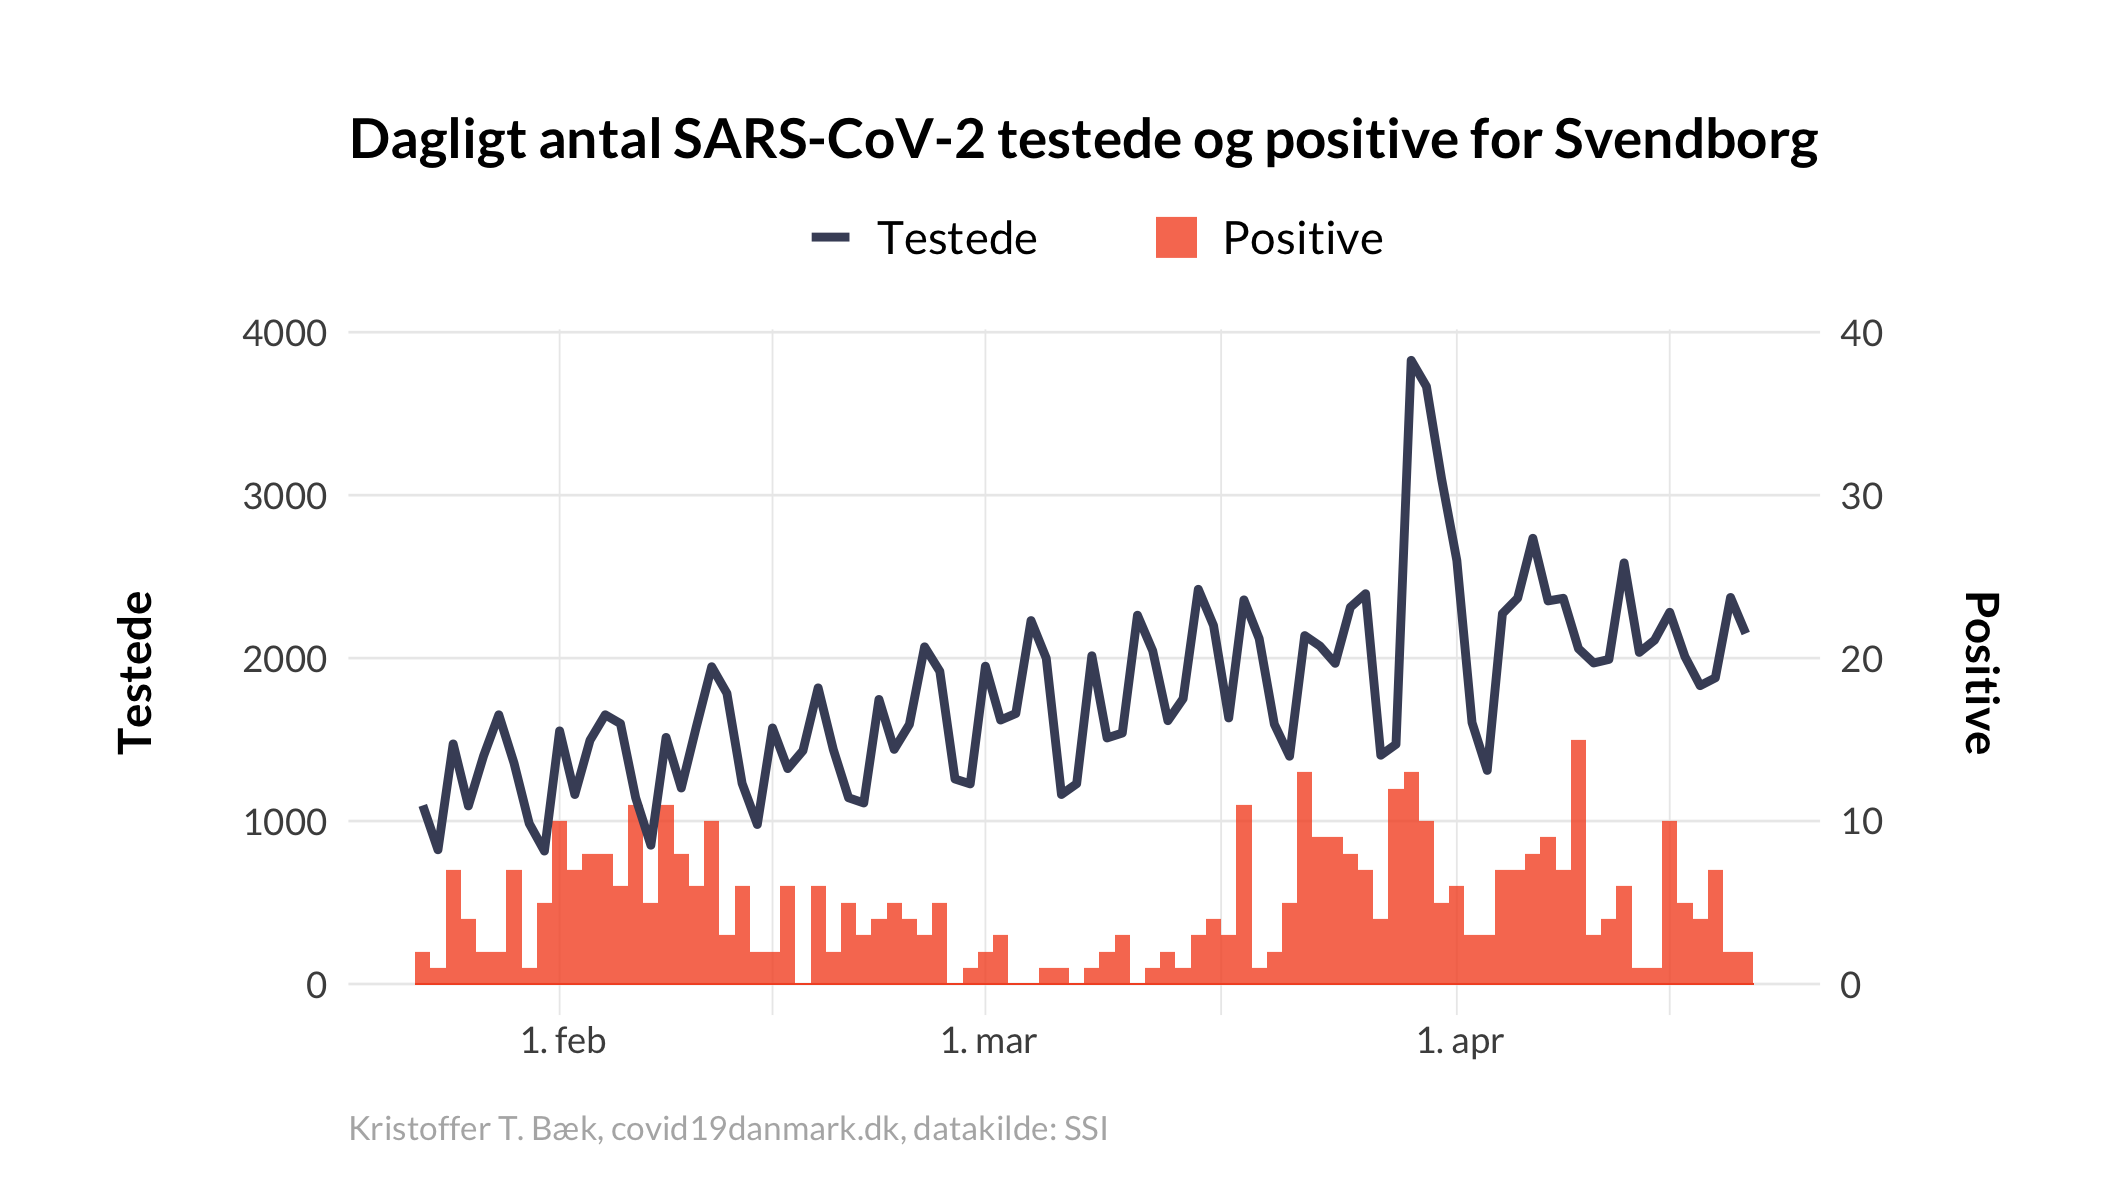 Dagligt antal SARS-CoV-2 testede og positive for Svendborg
Testede Positive
4000 40
3000 30
2000 20
1000 10
0 0
Testede
Positive
1. feb 1. mar 1. apr
Kristoffer T. Bæk, covid19danmark.dk, datakilde: SSI